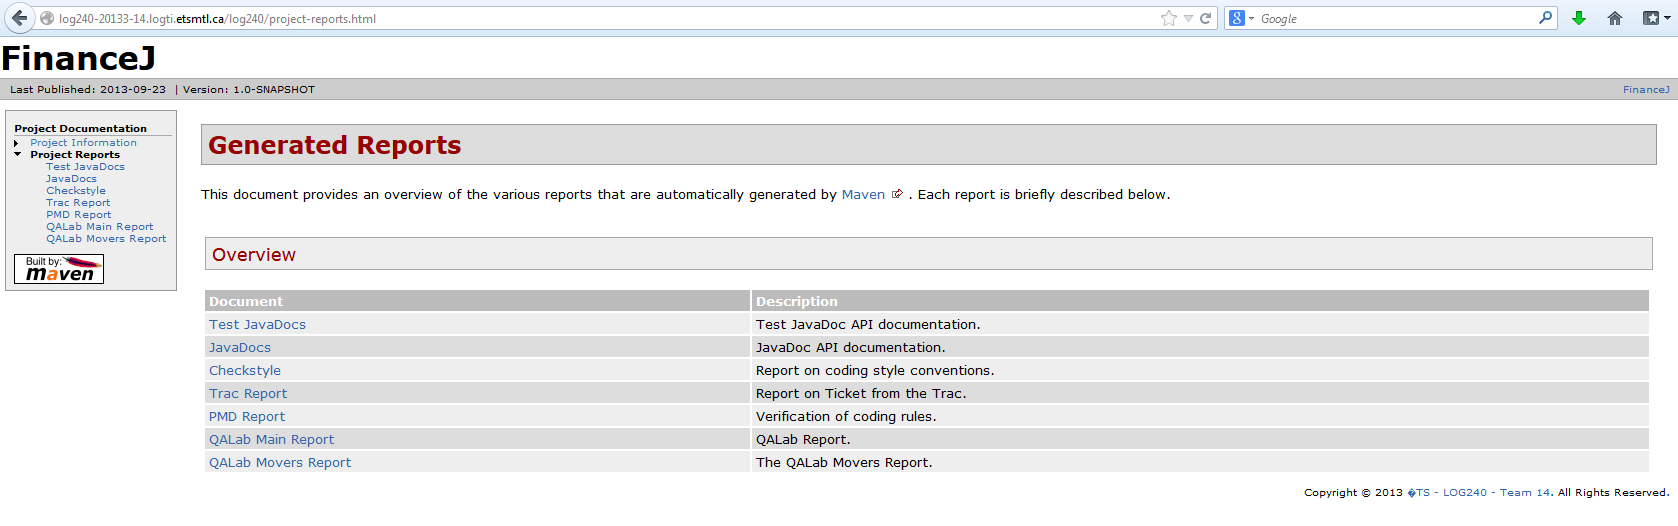 log240-20133-14.logti.etsmtl.ca/log240/project-reports.html
Google
FinanceJ
Last Published: 2013-09-23 | Version: 1.0-SNAPSHOT
FinanceJ
Project Documentation
Project Information
Project Reports
Test JavaDocs
JavaDocs
Checkstyle
Trac Report
PMD Report
QALab Main Report
QALab Movers Report
Built by:
maven
Generated Reports
This document provides an overview of the various reports that are automatically generated by Maven . Each report is briefly described below.
Overview
Document Description
Test JavaDocs Test JavaDoc API documentation.
JavaDocs JavaDoc API documentation.
Checkstyle Report on coding style conventions.
Trac Report Report on Ticket from the Trac.
PMD Report Verification of coding rules.
QALab Main Report QALab Report.
QALab Movers Report The QALab Movers Report.
Copyright © 2013 �TS - LOG240 - Team 14. All Rights Reserved.